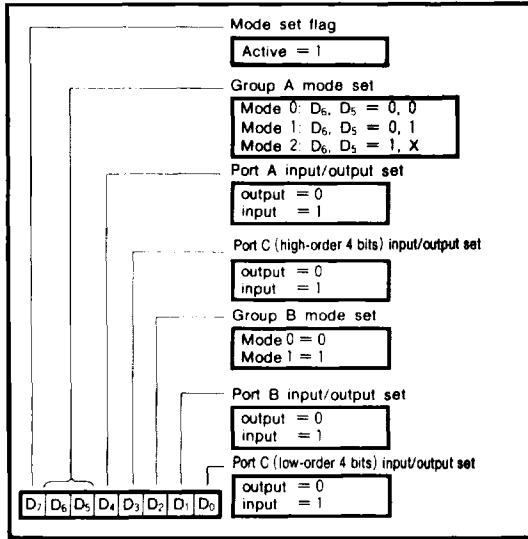 Mode set flag
Active = 1
Group A mode set
Mode 0: D₆, D₅ = 0, 0
Mode 1: D₆, D₅ = 0, 1
Mode 2: D₆, D₅ = 1, X
Port A input/output set
output = 0
input = 1
Port C (high-order 4 bits) input/output set
output = 0
input = 1
Group B mode set
Mode 0 = 0
Mode 1 = 1
Port B input/output set
output = 0
input = 1
Port C (low-order 4 bits) input/output set
output = 0
input = 1
D₇ D₆ D₅ D₄ D₃ D₂ D₁ D₀